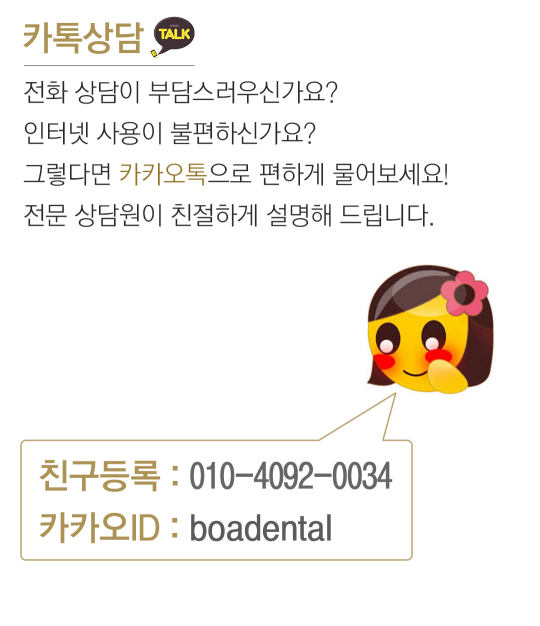 카톡상담 TALK
전화 상담이 부담스러우신가요?
인터넷 사용이 불편하신가요?
그렇다면 카카오톡으로 편하게 물어보세요!
전문 상담원이 친절하게 설명해 드립니다.
친구등록 : 010-4092-0034
카카오ID : boadental